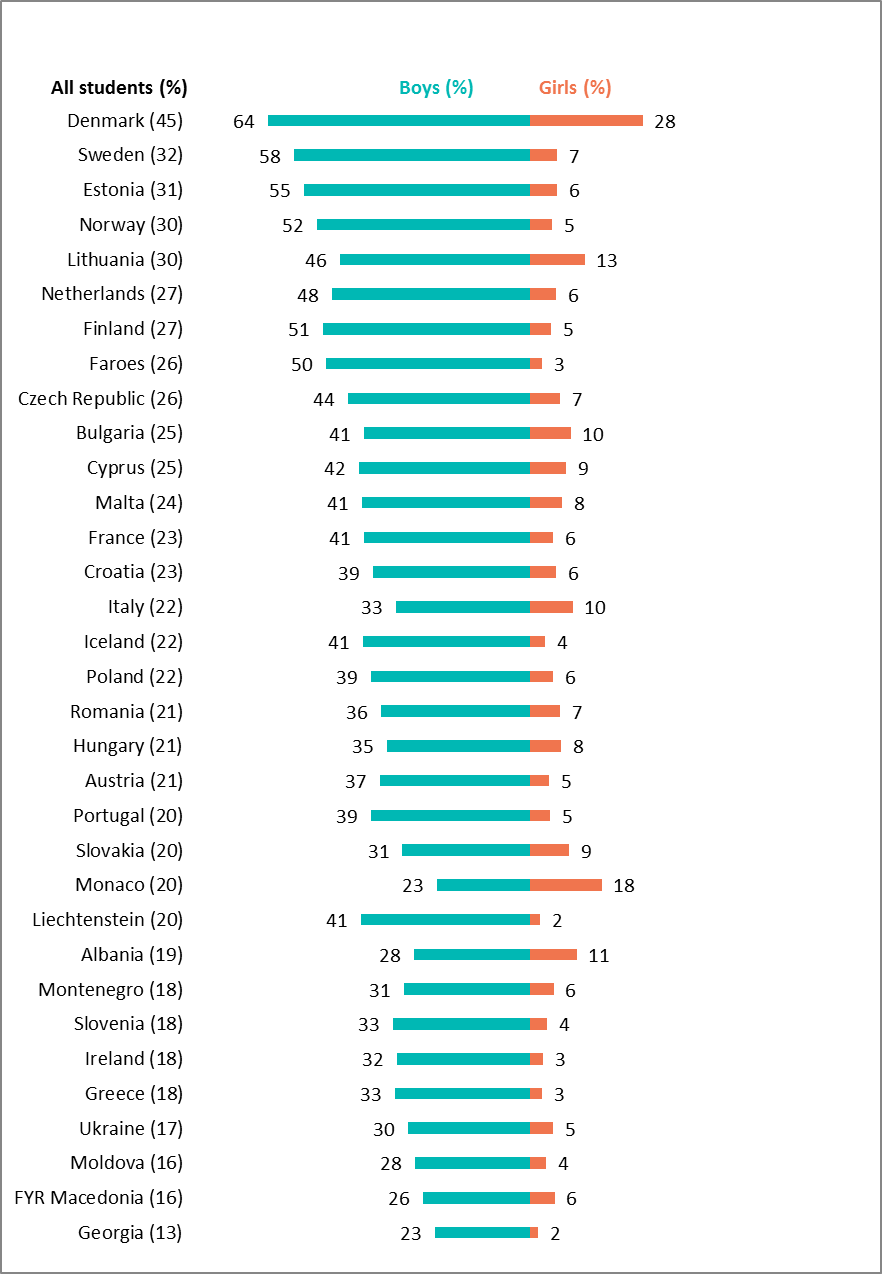 All students (%) Boys (%) Girls (%)
Denmark (45) 64 28
Sweden (32) 58 7
Estonia (31) 55 6
Norway (30) 52 5
Lithuania (30) 46 13
Netherlands (27) 48 6
Finland (27) 51 5
Faroes (26) 50 3
Czech Republic (26) 44 7
Bulgaria (25) 41 10
Cyprus (25) 42 9
Malta (24) 41 8
France (23) 41 6
Croatia (23) 39 6
Italy (22) 33 10
Iceland (22) 41 4
Poland (22) 39 6
Romania (21) 36 7
Hungary (21) 35 8
Austria (21) 37 5
Portugal (20) 39 5
Slovakia (20) 31 9
Monaco (20) 23 18
Liechtenstein (20) 41 2
Albania (19) 28 11
Montenegro (18) 31 6
Slovenia (18) 33 4
Ireland (18) 32 3
Greece (18) 33 3
Ukraine (17) 30 5
Moldova (16) 28 4
FYR Macedonia (16) 26 6
Georgia (13) 23 2